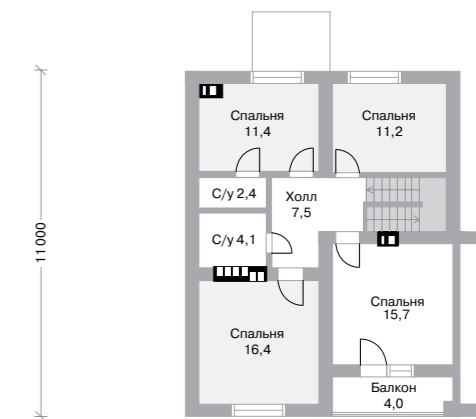 Спальня
11,4
Спальня
11,2
С/у 2,4
Холл
7,5
С/у 4,1
11 000
Спальня
15,7
Спальня
16,4
Балкон
4,0